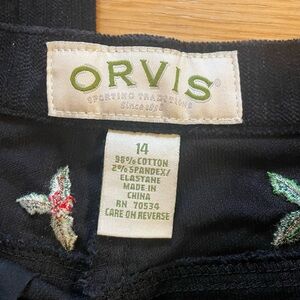 ORVIS®
SPORTING TRADITIONS
Since 1856
14
98% COTTON
2% SPANDEX/
ELASTANE
MADE IN
CHINA
RN 70534
CARE ON REVERSE